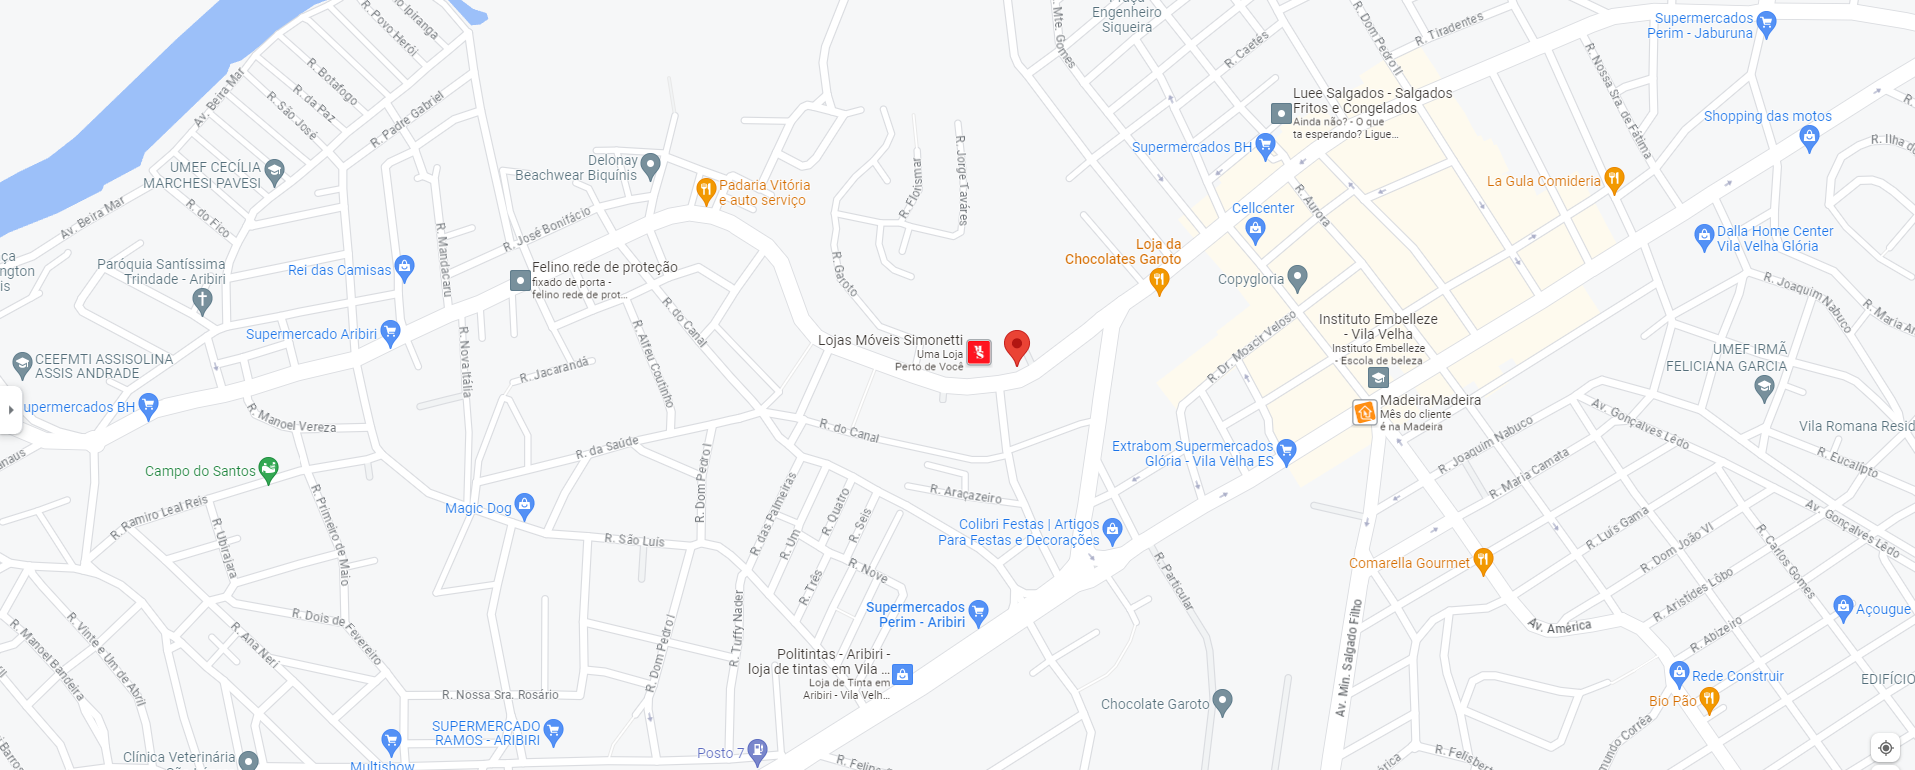 R. Povo Herói
Ipiranga
R. Botafogo
R. da Paz
R. São José
Av. Beira Mar
R. Padre Gabriel
UMEF CECÍLIA
MARCHESI PAVESI
R. do Fico
Av. Beira Mar
Delonay
Beachwear Biquínis
Padaria Vitória
e auto serviço
R. José Bonifácio
R. Mandacaru
Paróquia Santíssima
Trindade - Aribiri
Rei das Camisas
Felino rede de proteção
fixado de porta -
felino rede de prot...
Supermercado Aribiri
R. Nova Itália
R. do Canal
R. Alfeu Coutinho
R. Jacarandá
CEEFMTI ASSISOLINA
ASSIS ANDRADE
upermercados BH
R. Manoel Vereza
R. da Saúde
Campo do Santos
R. Ramiro Leal Reis
R. Ubirajara
R. Primeiro de Maio
Magic Dog
R. São Luís
R. Dom Pedro I
R. Dois de Fevereiro
R. Ana Neri
R. Vinte e Um de Abril
R. Manoel Bandeira
R. Nossa Sra. Rosário
SUPERMERCADO
RAMOS - ARIBIRI
Multishow
Clínica Veterinária
R. Dom Pedro I
R. Tuffy Nader
Posto 7
R. Mte. Gomes
Engenheiro
Siqueira
R. Caetés
R. Dom Pedro II
R. Tiradentes
Supermercados
Perim - Jaburuna
R. Nossa Sra. de Fátima
Luee Salgados - Salgados
Fritos e Congelados
Ainda não? - O que
ta esperando? Ligue...
Shopping das motos
R. Ilha
Supermercados BH
R. Jorge Tavares
R. Florismar
R. Garoto
La Gula Comideria
R. Aurora
Cellcenter
Dalla Home Center
Vila Velha Glória
Loja da
Chocolates Garoto
Copygloria
R. Joaquim Nabuco
R. Maria
Instituto Embelleze
- Vila Velha
Instituto Embelleze
- Escola de beleza
R. Dr. Moacir Veloso
Lojas Móveis Simonetti
Uma Loja
Perto de Você
UMEF IRMÃ
FELICIANA GARCIA
MadeiraMadeira
Mês do cliente
é na Madeira
Av. Gonçalves Lêdo
Vila Romana Resid
R. Eucalipto
R. do Canal
Extrabom Supermercados
Glória - Vila Velha ES
R. Joaquim Nabuco
R. Maria Camata
R. Araçazeiro
R. das Palmeiras
R. Um
R. Quatro
R. Seis
R. Três
R. Nove
Colibri Festas | Artigos
Para Festas e Decorações
R. Luís Gama
R. Dom João VI
R. Carlos Gomes
Av. Gonçalves Lêdo
R. Particular
Comarella Gourmet
R. Aristides Lôbo
Açougue
Supermercados
Perim - Aribiri
Av. América
R. Abizeiro
Av. Min. Salgado Filho
Politintas - Aribiri -
loja de tintas em Vila ...
Loja de Tinta em
Aribiri - Vila Velh...
Rede Construir
EDIFÍCIO
Bio Pão
Chocolate Garoto
Corrêa
R. Felisber
R. Felipe